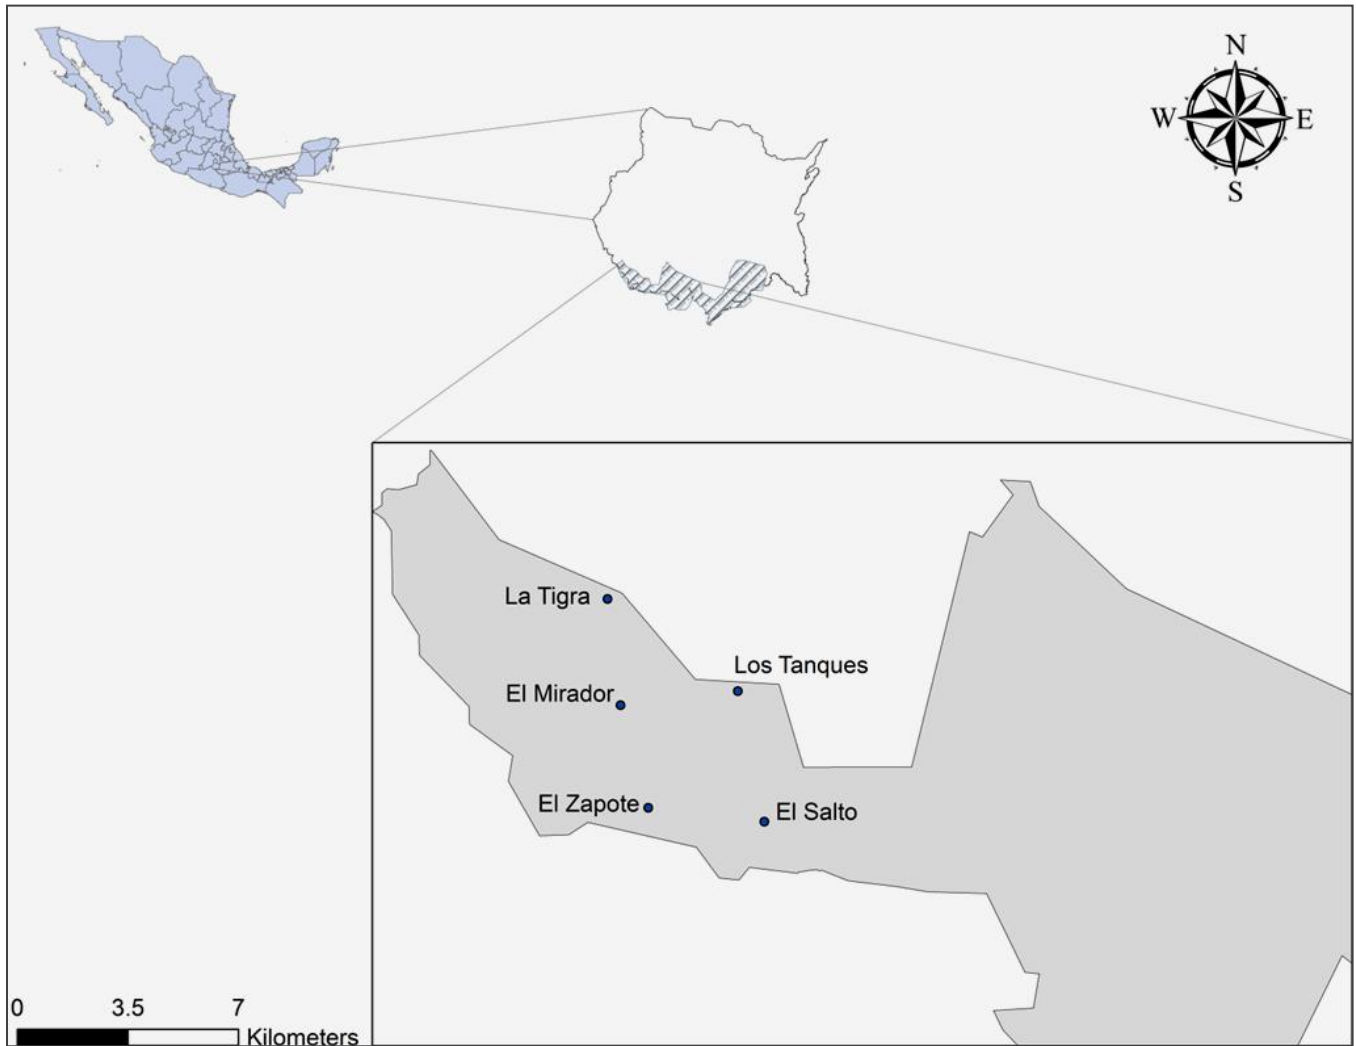 N
W E
S
La Tigra
Los Tanques
El Mirador
El Zapote
El Salto
0 3.5 7
Kilometers